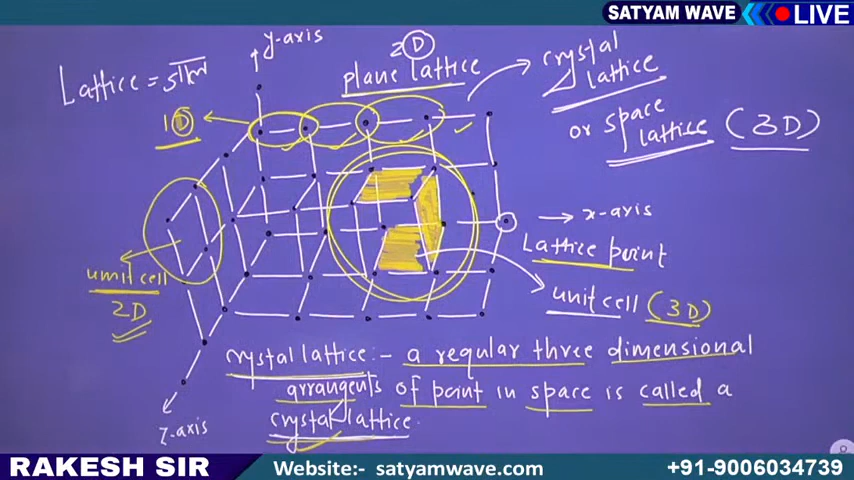 SATYAM WAVE LIVE
y-axis
2D
plane lattice
crystal
lattice
or space
lattice (3D)
Lattice =
1D
x-axis
Lattice point
unit cell (3D)
unit cell
2D
crystal lattice :- a regular three dimensional
arrangents of point in space is called a
crystal lattice.
z-axis
RAKESH SIR
Website:- satyamwave.com
+91-9006034739